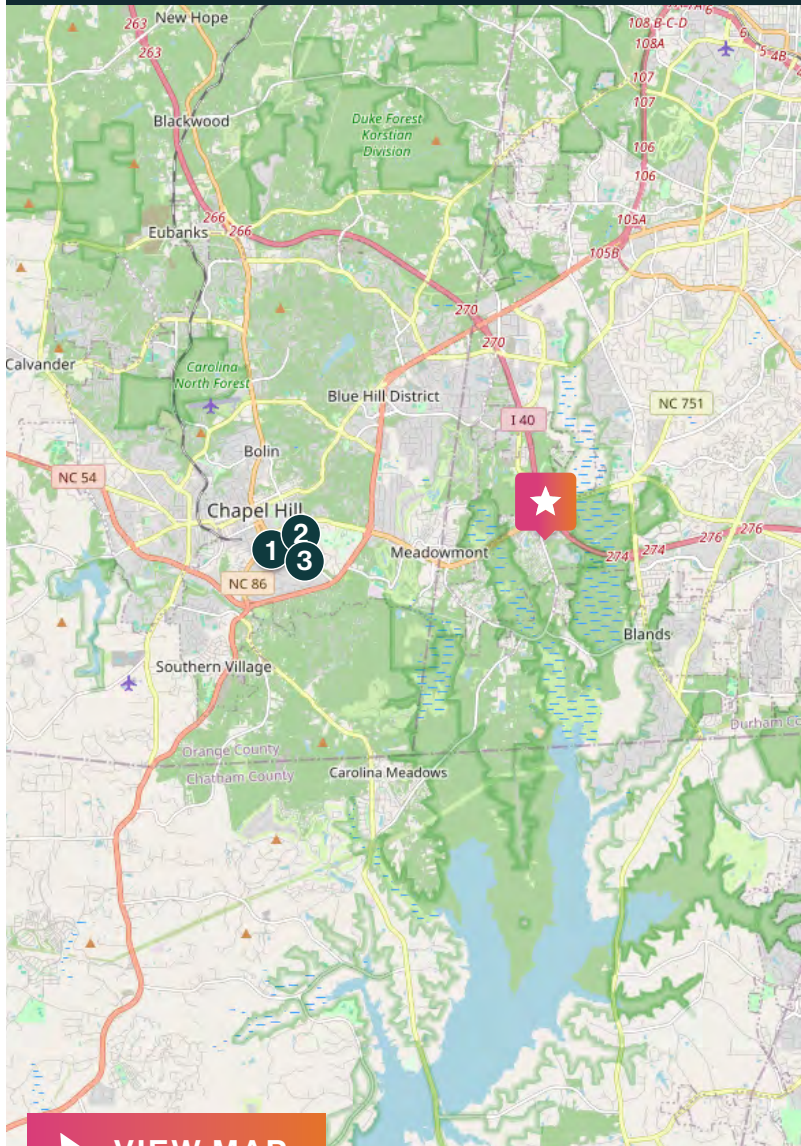 New Hope
263
263
108 B-C-D
108A
6
6
5
4B
107
107
Blackwood
Duke Forest
Korstian
Division
106
106
266
266
105A
Eubanks
105B
270
270
Calvander
Carolina
North Forest
Blue Hill District
NC 751
I 40
Bolin
NC 54
Chapel Hill
2
1
3
Meadowmont
276
276
274
274
NC 86
Blands
Southern Village
Orange County
Chatham County
Durham Co
Carolina Meadows
VIEW MAP